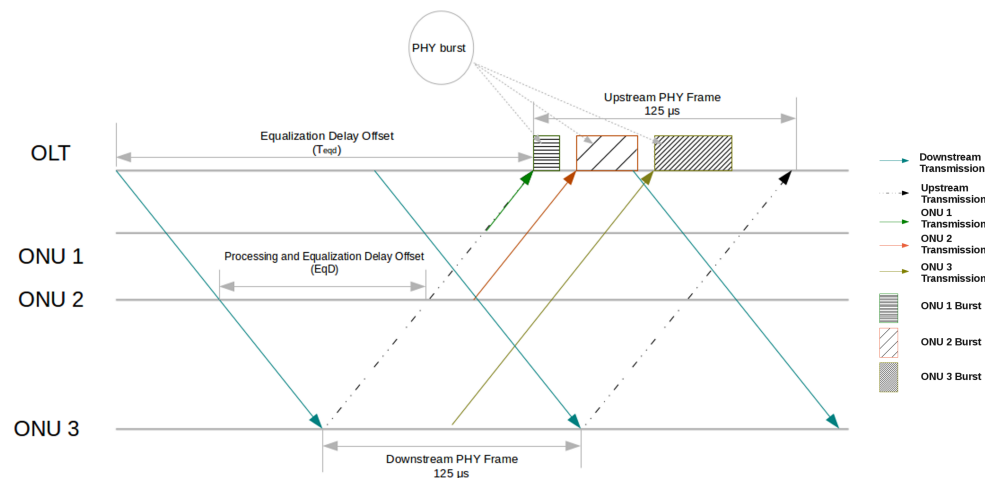 PHY burst
Upstream PHY Frame
125 µs
Equalization Delay Offset
(Teqd)
OLT
ONU 1
Processing and Equalization Delay Offset
(EqD)
ONU 2
ONU 3
Downstream PHY Frame
125 µs
Downstream
Transmission
Upstream
Transmission
ONU 1
Transmission
ONU 2
Transmission
ONU 3
Transmission
ONU 1 Burst
ONU 2 Burst
ONU 3 Burst